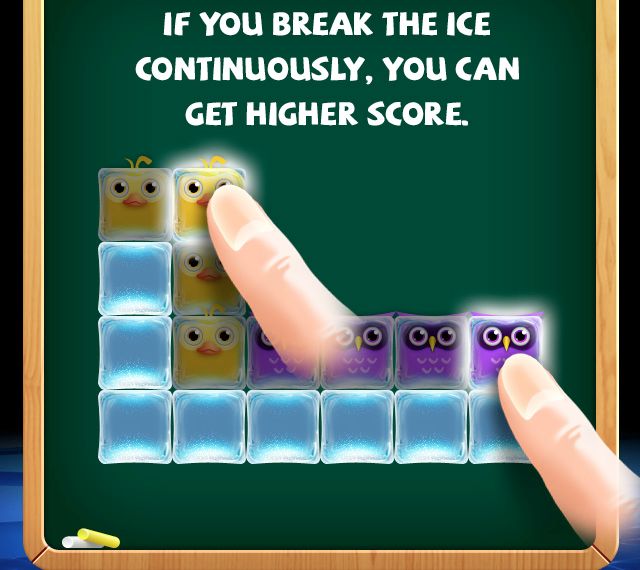 IF YOU BREAK THE ICE
CONTINUOUSLY, YOU CAN
GET HIGHER SCORE.